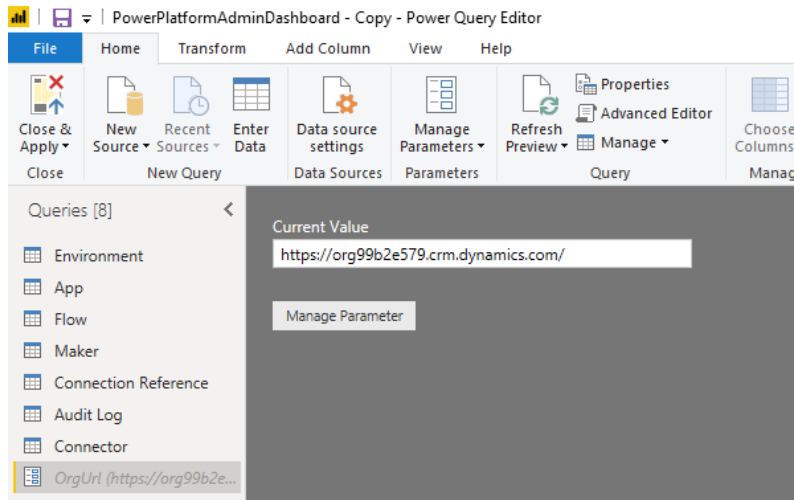 PowerPlatformAdminDashboard - Copy - Power Query Editor
File Home Transform Add Column View Help
Close & Apply
New Source
Recent Sources
Enter Data
Data source settings
Manage Parameters
Refresh Preview
Properties
Advanced Editor
Manage
Choose Columns
Close New Query Data Sources Parameters Query Manag
Queries [8]
Current Value
https://org99b2e579.crm.dynamics.com/
Manage Parameter
Environment
App
Flow
Maker
Connection Reference
Audit Log
Connector
OrgUrl (https://org99b2e...